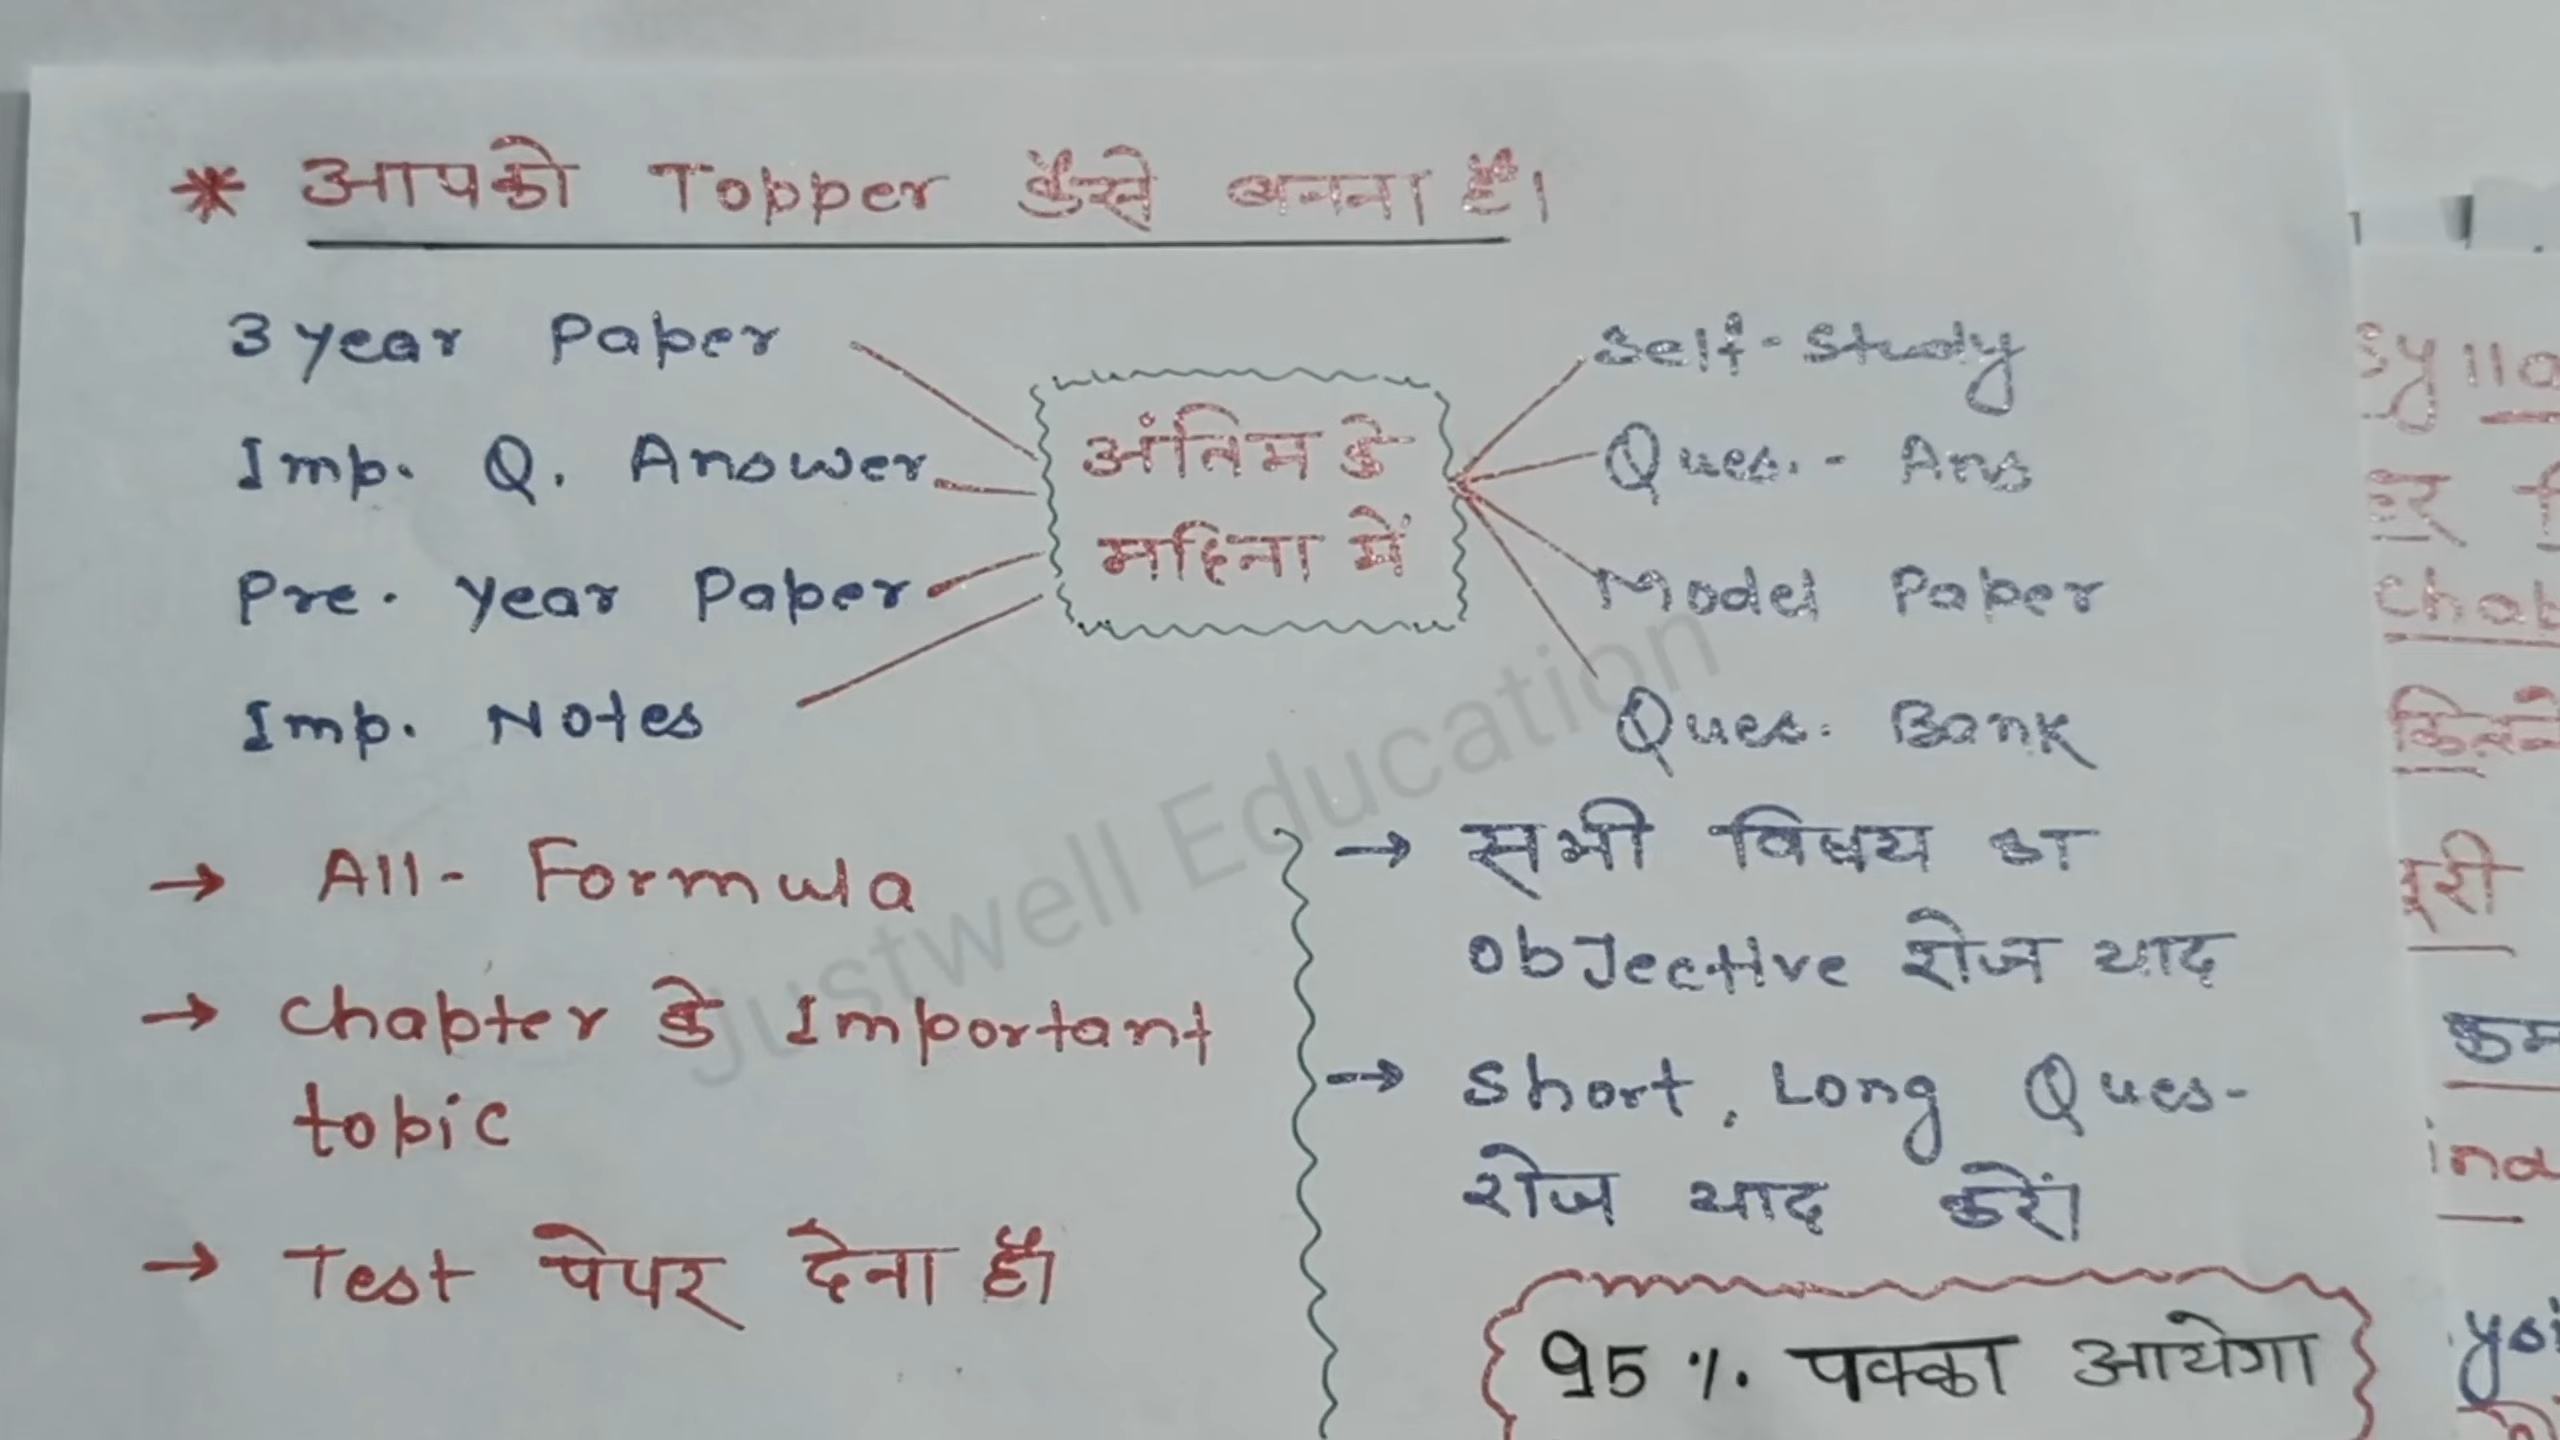 * आपको Topper कैसे बनना है।
3 year Paper
Imp. Q. Answer
Pre. year Paper
Imp. Notes
अंतिम के
महिना में
Self-Study
Ques.- Ans
Model Paper
Ques. Bank
→ All- Formula
→ Chapter के Important
topic
→ Test पेपर देना है।
→ सभी विषय का
Objective रोज याद
→ Short, Long Ques-
रोज याद करें।
95 %. पक्का आयेगा
Justwell Education